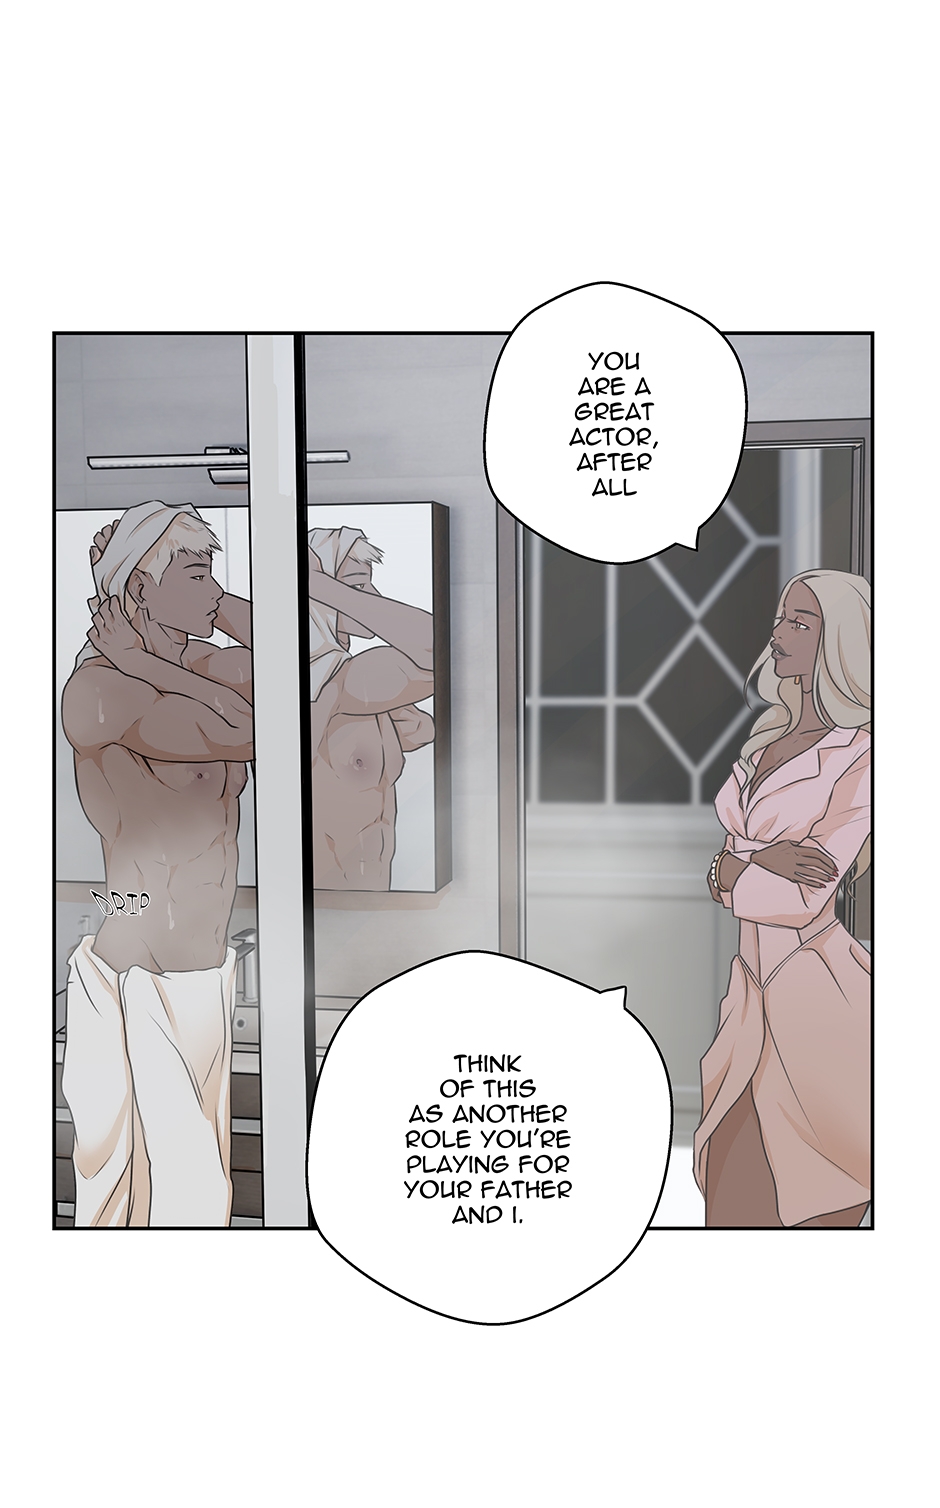 YOU
ARE A
GREAT
ACTOR,
AFTER
ALL
DRIP
THINK
OF THIS
AS ANOTHER
ROLE YOU'RE
PLAYING FOR
YOUR FATHER
AND I.